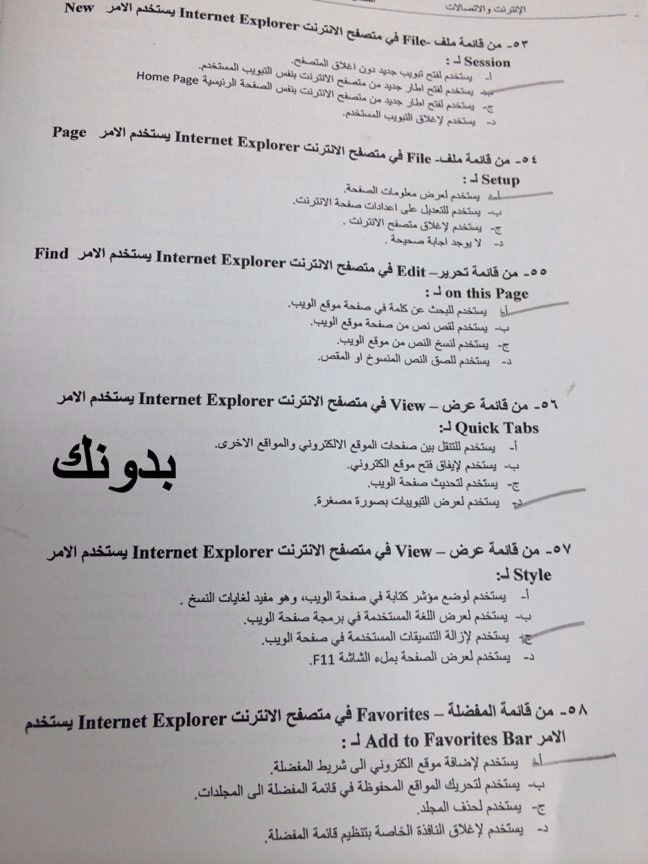 الإنترنت والاتصالات
٥٣- من قائمة ملف -File في متصفح الانترنت Internet Explorer يستخدم الامر New
Session لـ :
أ- يستخدم لفتح تبويب جديد دون اغلاق المتصفح.
ب- يستخدم لفتح اطار جديد من متصفح الانترنت بنفس التبويب المستخدم.
ج- يستخدم لفتح اطار جديد من متصفح الانترنت بنفس الصفحة الرئيسية Home Page
د- يستخدم لإغلاق التبويب المستخدم.
٥٤- من قائمة ملف- File في متصفح الانترنت Internet Explorer يستخدم الامر Page
Setup لـ :
أ- يستخدم لعرض معلومات الصفحة.
ب- يستخدم للتعديل على اعدادات صفحة الانترنت.
ج- يستخدم لإغلاق متصفح الانترنت .
د- لا يوجد اجابة صحيحة .
٥٥- من قائمة تحرير– Edit في متصفح الانترنت Internet Explorer يستخدم الامر Find
on this Page لـ :
أ- يستخدم للبحث عن كلمة في صفحة موقع الويب.
ب- يستخدم لقص نص من صفحة موقع الويب.
ج- يستخدم لنسخ النص من موقع الويب.
د- يستخدم للصق النص المنسوخ او المقص.
٥٦- من قائمة عرض – View في متصفح الانترنت Internet Explorer يستخدم الامر
Quick Tabs لـ:
أ- يستخدم للتنقل بين صفحات الموقع الالكتروني والمواقع الاخرى.
ب- يستخدم لإيفاق فتح موقع الكتروني.
ج- يستخدم لتحديث صفحة الويب.
د- يستخدم لعرض التبويبات بصورة مصغرة.
بدونك
٥٧- من قائمة عرض – View في متصفح الانترنت Internet Explorer يستخدم الامر
Style لـ:
أ- يستخدم لوضع مؤشر كتابة في صفحة الويب، وهو مفيد لغايات النسخ .
ب- يستخدم لعرض اللغة المستخدمة في برمجة صفحة الويب.
ج- يستخدم لإزالة التنسيقات المستخدمة في صفحة الويب.
د- يستخدم لعرض الصفحة بملء الشاشة F11.
٥٨- من قائمة المفضلة – Favorites في متصفح الانترنت Internet Explorer يستخدم
الامر Add to Favorites Bar لـ :
أ- يستخدم لإضافة موقع الكتروني الى شريط المفضلة.
ب- يستخدم لتحريك المواقع المحفوظة في قائمة المفضلة الى المجلدات.
ج- يستخدم لحذف المجلد.
د- يستخدم لإغلاق النافذة الخاصة بتنظيم قائمة المفضلة.